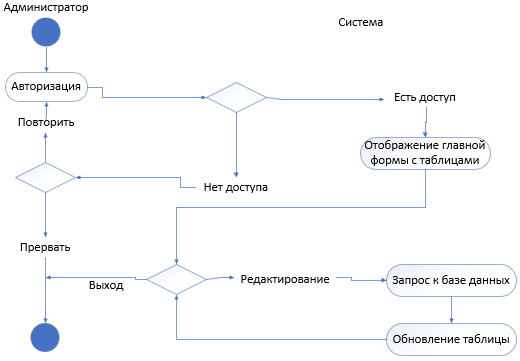 Администратор
Система
Авторизация
Есть доступ
Повторить
Отображение главной
формы с таблицами
Нет доступа
Прервать
Выход
Редактирование
Запрос к базе данных
Обновление таблицы